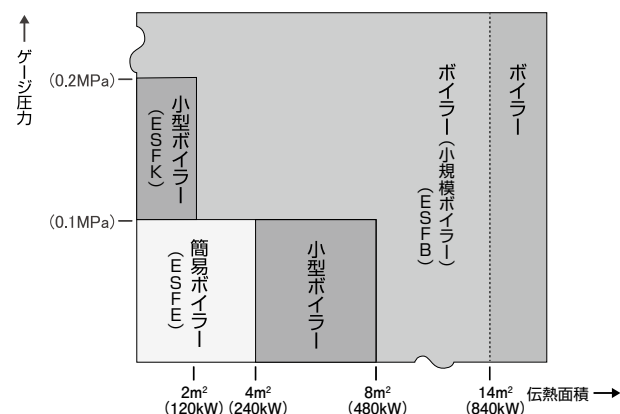 ゲージ圧力
(0.2MPa)
(0.1MPa)
小型ボイラー
(ESFK)
簡易ボイラー
(ESFE)
小型ボイラー
ボイラー(小規模ボイラー)
(ESFB)
ボイラー
2m²
(120kW)
4m²
(240kW)
8m²
(480kW)
14m²
(840kW)
伝熱面積